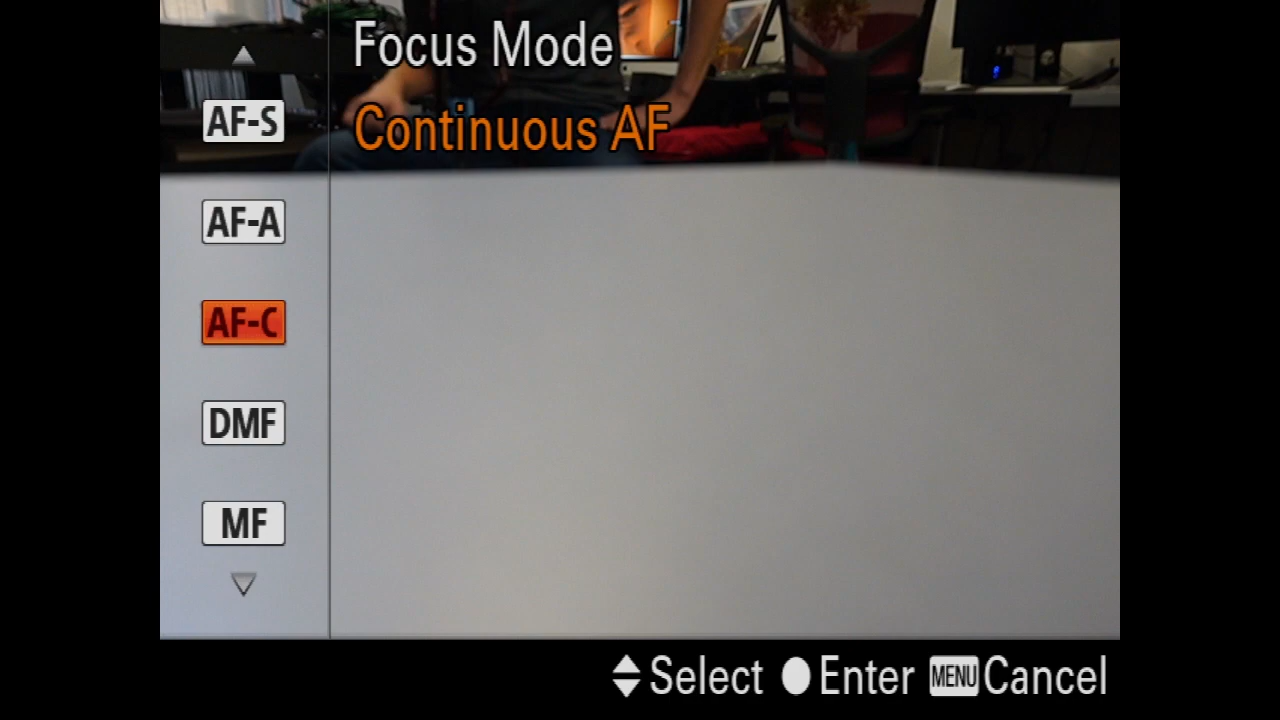 Focus Mode
Continuous AF
AF-S
AF-A
AF-C
DMF
MF
Select Enter MENU Cancel